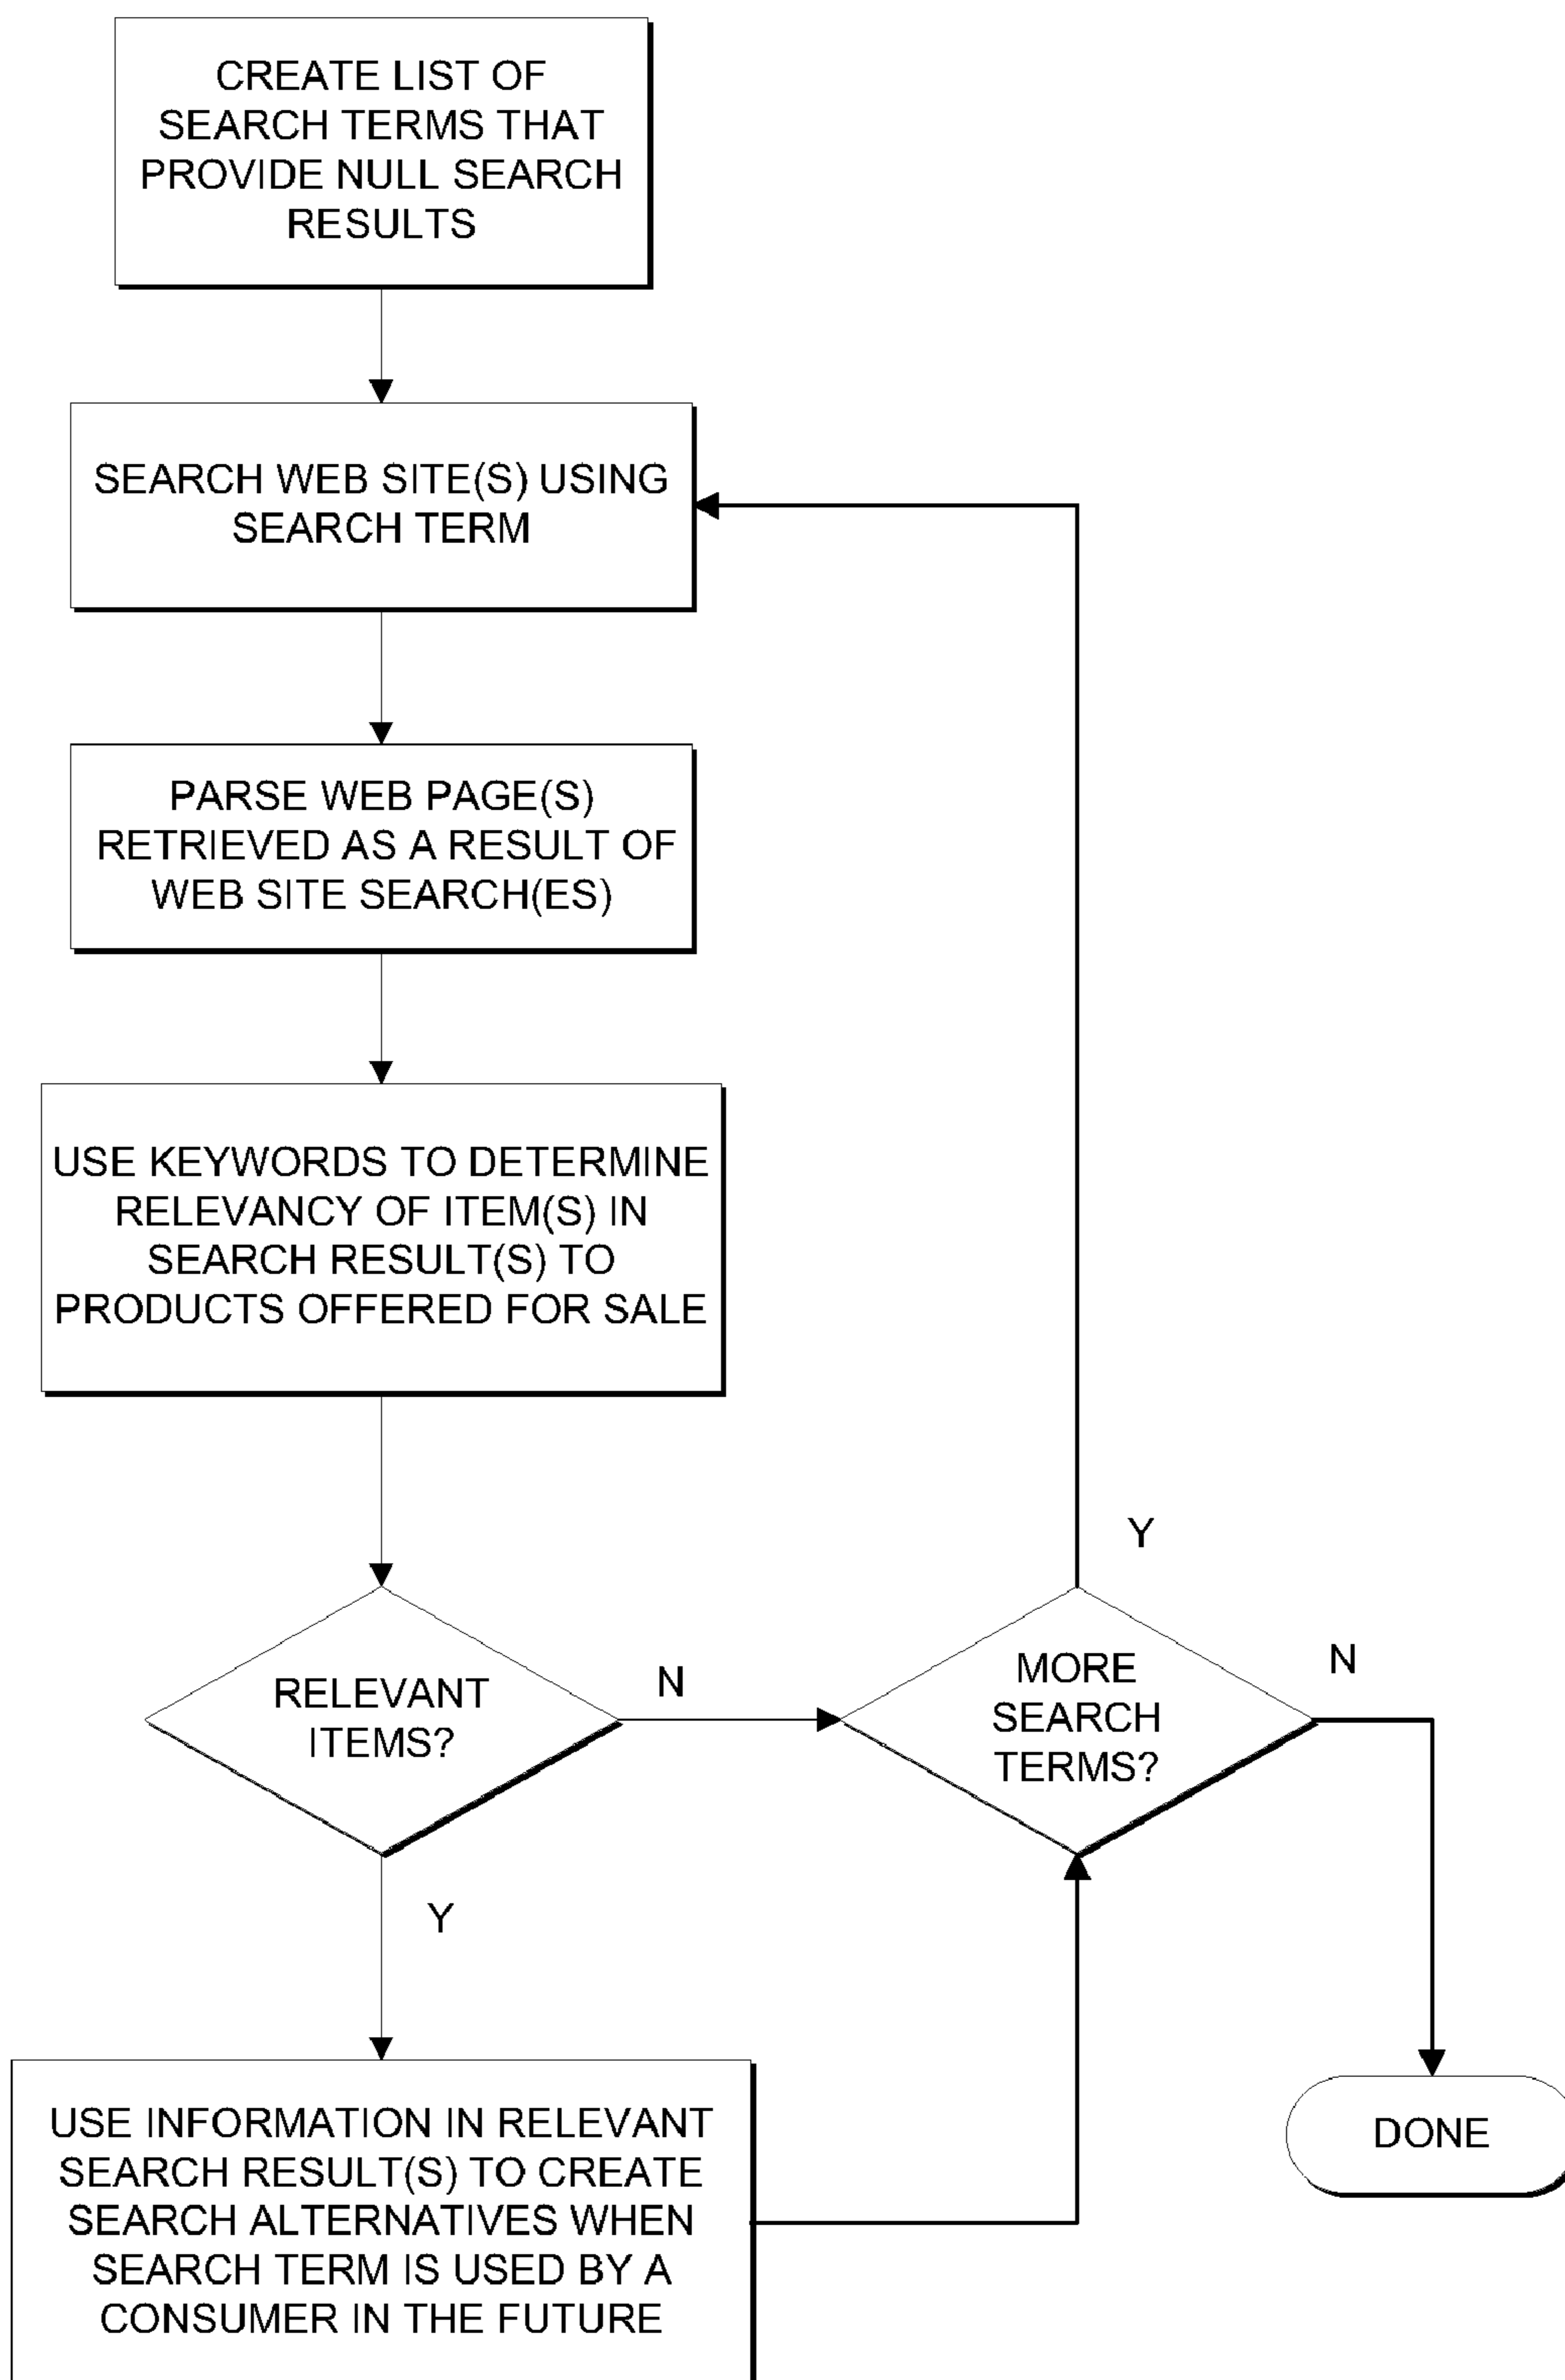 CREATE LIST OF
SEARCH TERMS THAT
PROVIDE NULL SEARCH
RESULTS
SEARCH WEB SITE(S) USING
SEARCH TERM
PARSE WEB PAGE(S)
RETRIEVED AS A RESULT OF
WEB SITE SEARCH(ES)
USE KEYWORDS TO DETERMINE
RELEVANCY OF ITEM(S) IN
SEARCH RESULT(S) TO
PRODUCTS OFFERED FOR SALE
RELEVANT
ITEMS?
N
Y
MORE
SEARCH
TERMS?
Y
N
USE INFORMATION IN RELEVANT
SEARCH RESULT(S) TO CREATE
SEARCH ALTERNATIVES WHEN
SEARCH TERM IS USED BY A
CONSUMER IN THE FUTURE
DONE